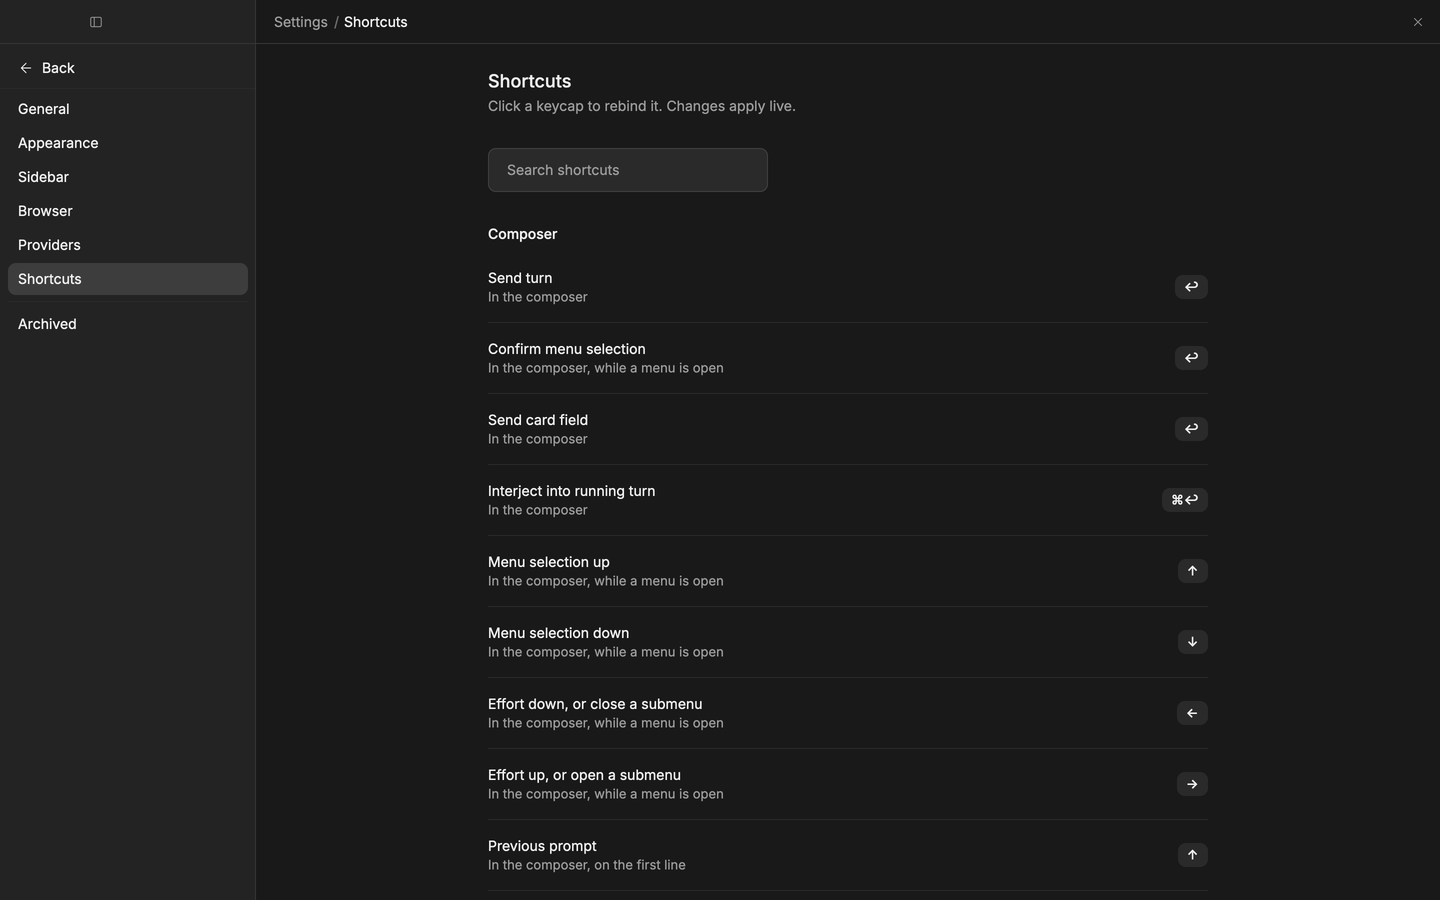 Settings / Shortcuts
Back
General
Appearance
Sidebar
Browser
Providers
Shortcuts
Archived
Shortcuts
Click a keycap to rebind it. Changes apply live.
Search shortcuts
Composer
Send turn
In the composer
↩
Confirm menu selection
In the composer, while a menu is open
↩
Send card field
In the composer
↩
Interject into running turn
In the composer
⌘↩
Menu selection up
In the composer, while a menu is open
↑
Menu selection down
In the composer, while a menu is open
↓
Effort down, or close a submenu
In the composer, while a menu is open
←
Effort up, or open a submenu
In the composer, while a menu is open
→
Previous prompt
In the composer, on the first line
↑